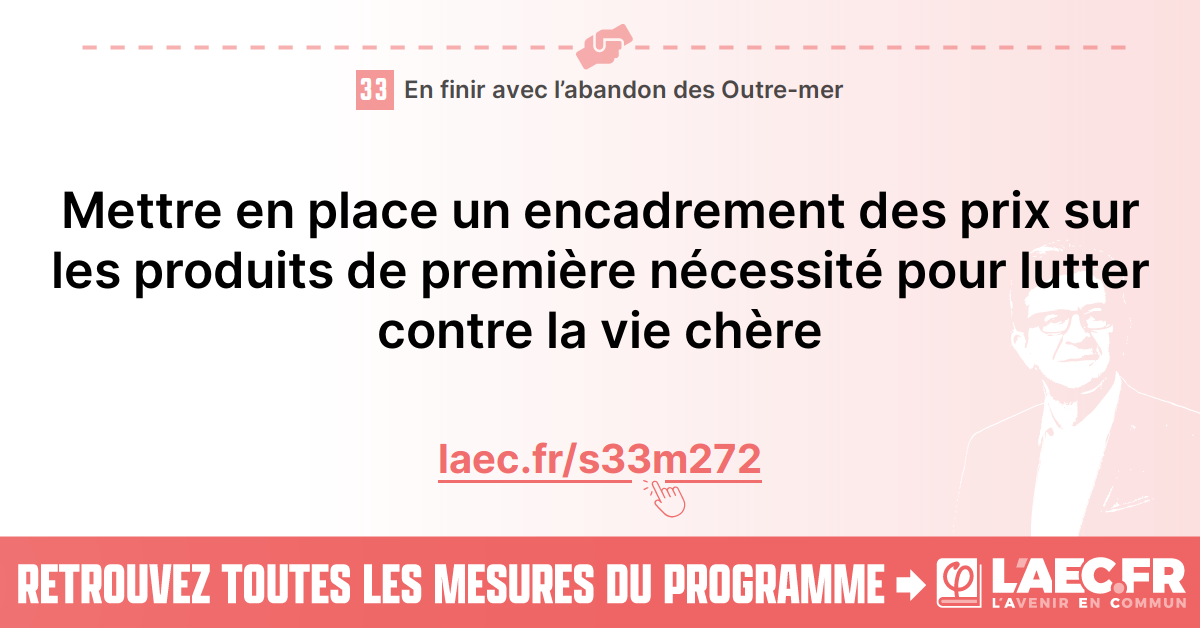 33 En finir avec l’abandon des Outre-mer
Mettre en place un encadrement des prix sur
les produits de première nécessité pour lutter
contre la vie chère
laec.fr/s33m272
RETROUVEZ TOUTES LES MESURES DU PROGRAMME
φ L'AEC.FR
L'AVENIR EN COMMUN